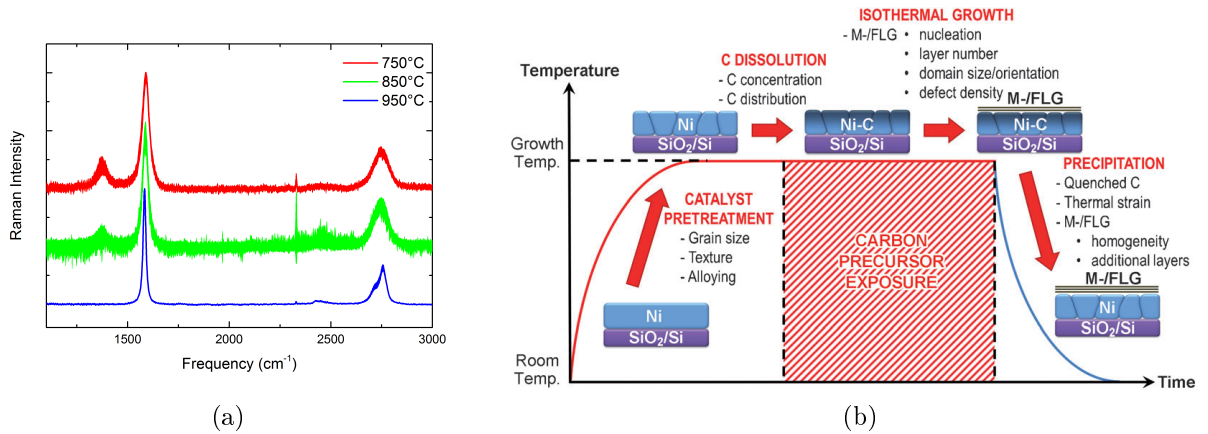 Raman Intensity
750°C
850°C
950°C
1500
2000
2500
3000
Frequency (cm⁻¹)
(a)
Temperature
Growth
Temp.
Room
Temp.
Time
Ni
SiO₂/Si
CATALYST
PRETREATMENT
- Grain size
- Texture
- Alloying
Ni
SiO₂/Si
C DISSOLUTION
- C concentration
- C distribution
Ni-C
SiO₂/Si
ISOTHERMAL GROWTH
- M-/FLG • nucleation
• layer number
• domain size/orientation
• defect density
M-/FLG
Ni-C
SiO₂/Si
CARBON
PRECURSOR
EXPOSURE
PRECIPITATION
- Quenched C
- Thermal strain
- M-/FLG
• homogeneity
• additional layers
M-/FLG
Ni
SiO₂/Si
(b)